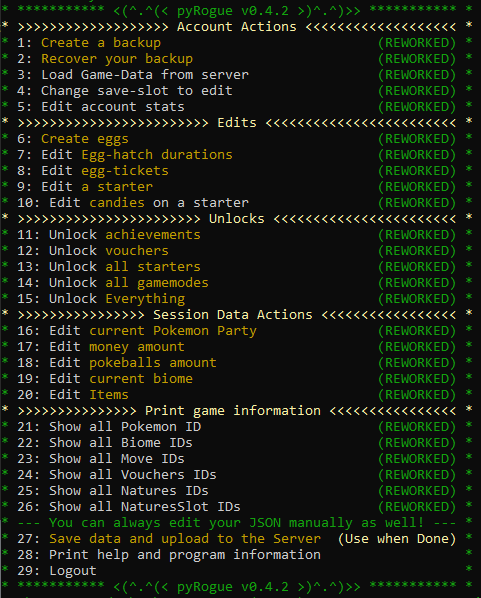 *********** <(^.^(< pyRogue v0.4.2 >)^.^)>> *********** *
* >>>>>>>>>>>>>>>>>>> Account Actions <<<<<<<<<<<<<<<<<<<< *
* 1: Create a backup (REWORKED) *
* 2: Recover your backup (REWORKED) *
* 3: Load Game-Data from server (REWORKED) *
* 4: Change save-slot to edit (REWORKED) *
* 5: Edit account stats (REWORKED) *
* >>>>>>>>>>>>>>>>>>>>>>>> Edits <<<<<<<<<<<<<<<<<<<<<<<< *
* 6: Create eggs (REWORKED) *
* 7: Edit Egg-hatch durations (REWORKED) *
* 8: Edit egg-tickets (REWORKED) *
* 9: Edit a starter (REWORKED) *
* 10: Edit candies on a starter (REWORKED) *
* >>>>>>>>>>>>>>>>>>>>>>> Unlocks <<<<<<<<<<<<<<<<<<<<<<< *
* 11: Unlock achievements (REWORKED) *
* 12: Unlock vouchers (REWORKED) *
* 13: Unlock all starters (REWORKED) *
* 14: Unlock all gamemodes (REWORKED) *
* 15: Unlock Everything (REWORKED) *
* >>>>>>>>>>>>>>>> Session Data Actions <<<<<<<<<<<<<<<<< *
* 16: Edit current Pokemon Party (REWORKED) *
* 17: Edit money amount (REWORKED) *
* 18: Edit pokeballs amount (REWORKED) *
* 19: Edit current biome (REWORKED) *
* 20: Edit Items (REWORKED) *
* >>>>>>>>>>>>>>> Print game information <<<<<<<<<<<<<<<< *
* 21: Show all Pokemon ID (REWORKED) *
* 22: Show all Biome IDs (REWORKED) *
* 23: Show all Move IDs (REWORKED) *
* 24: Show all Vouchers IDs (REWORKED) *
* 25: Show all Natures IDs (REWORKED) *
* 26: Show all NaturesSlot IDs (REWORKED) *
* --- You can always edit your JSON manually as well! --- *
* 27: Save data and upload to the Server (Use when Done) *
* 28: Print help and program information *
* 29: Logout *
* *********** <(^.^(< pyRogue v0.4.2 >)^.^)>> *********** *